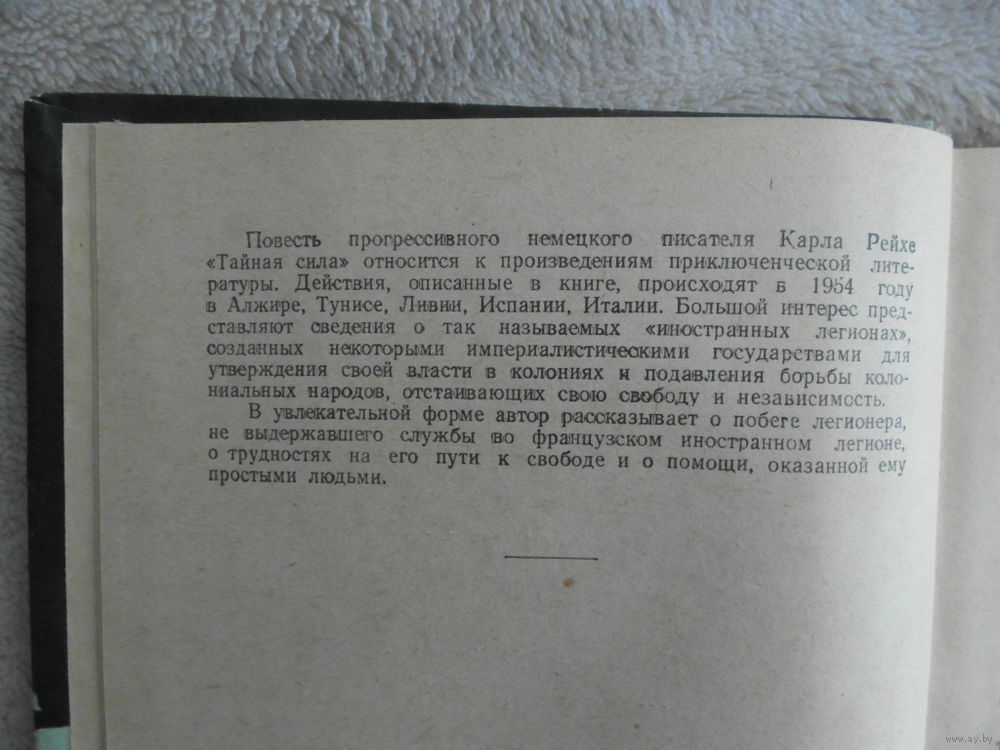 Повесть прогрессивного немецкого писателя Карла Рейхе
«Тайная сила» относится к произведениям приключенческой лите-
ратуры. Действия, описанные в книге, происходят в 1954 году
в Алжире, Тунисе, Ливии, Испании, Италии. Большой интерес пред-
ставляют сведения о так называемых «иностранных легионах»,
созданных некоторыми империалистическими государствами для
утверждения своей власти в колониях и подавления борьбы коло-
ниальных народов, отстаивающих свою свободу и независимость.
В увлекательной форме автор рассказывает о побеге легионера,
не выдержавшего службы во французском иностранном легионе,
о трудностях на его пути к свободе и о помощи, оказанной ему
простыми людьми.
www.ay.by